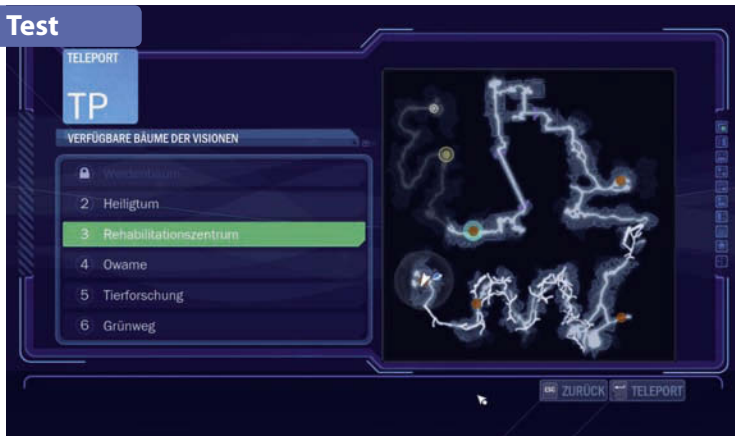 Test
TELEPORT
TP
VERFÜGBARE BÄUME DER VISIONEN
Weidenbaum
2 Heiligtum
3 Rehabilitationszentrum
4 Owame
5 Tierforschung
6 Grünweg
ESC ZURÜCK TELEPORT